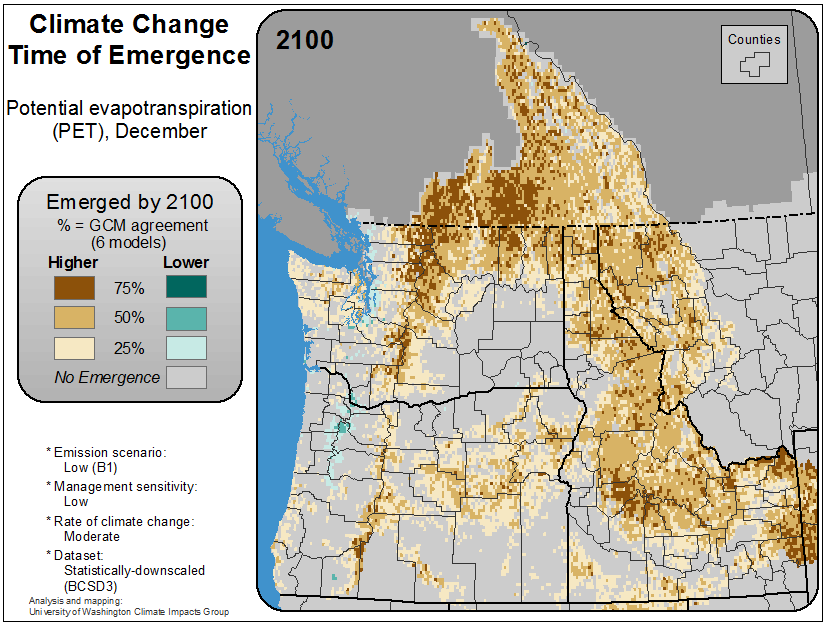 Climate Change
Time of Emergence
Potential evapotranspiration
(PET), December
Emerged by 2100
% = GCM agreement
(6 models)
Higher Lower
75%
50%
25%
No Emergence
* Emission scenario:
Low (B1)
* Management sensitivity:
Low
* Rate of climate change:
Moderate
* Dataset:
Statistically-downscaled
(BCSD3)
Analysis and mapping:
University of Washington Climate Impacts Group
2100
Counties